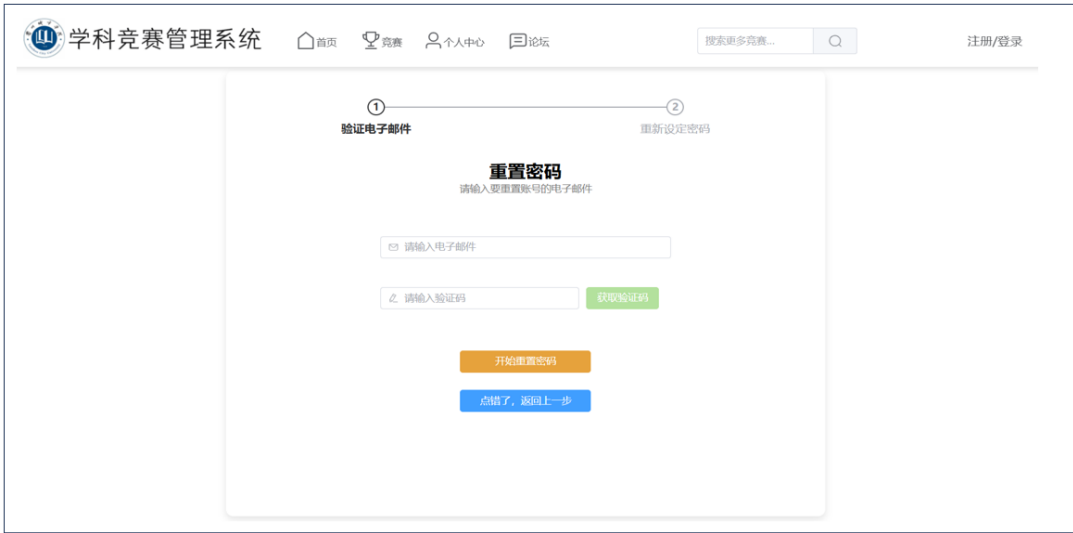 学科竞赛管理系统 首页 竞赛 个人中心 论坛 搜索更多竞赛... 注册/登录
1 2
验证电子邮件 重新设定密码
重置密码
请输入要重置账号的电子邮件
请输入电子邮件
请输入验证码 获取验证码
开始重置密码
点错了，返回上一步